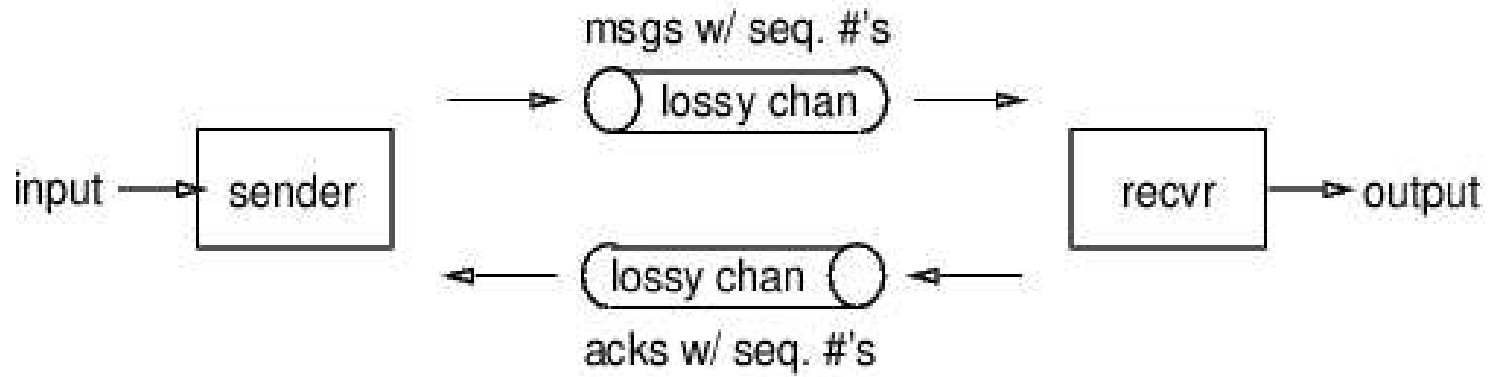 msgs w/ seq. #'s
lossy chan
input
sender
recvr
output
lossy chan
acks w/ seq. #'s